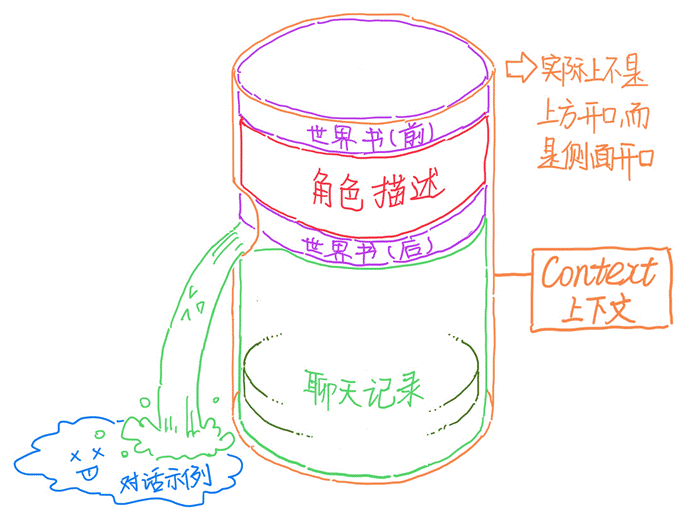 实际上不是
上方开口,而
是侧面开口
世界书(前)
角色描述
世界书(后)
Context
上下文
聊天记录
对话示例